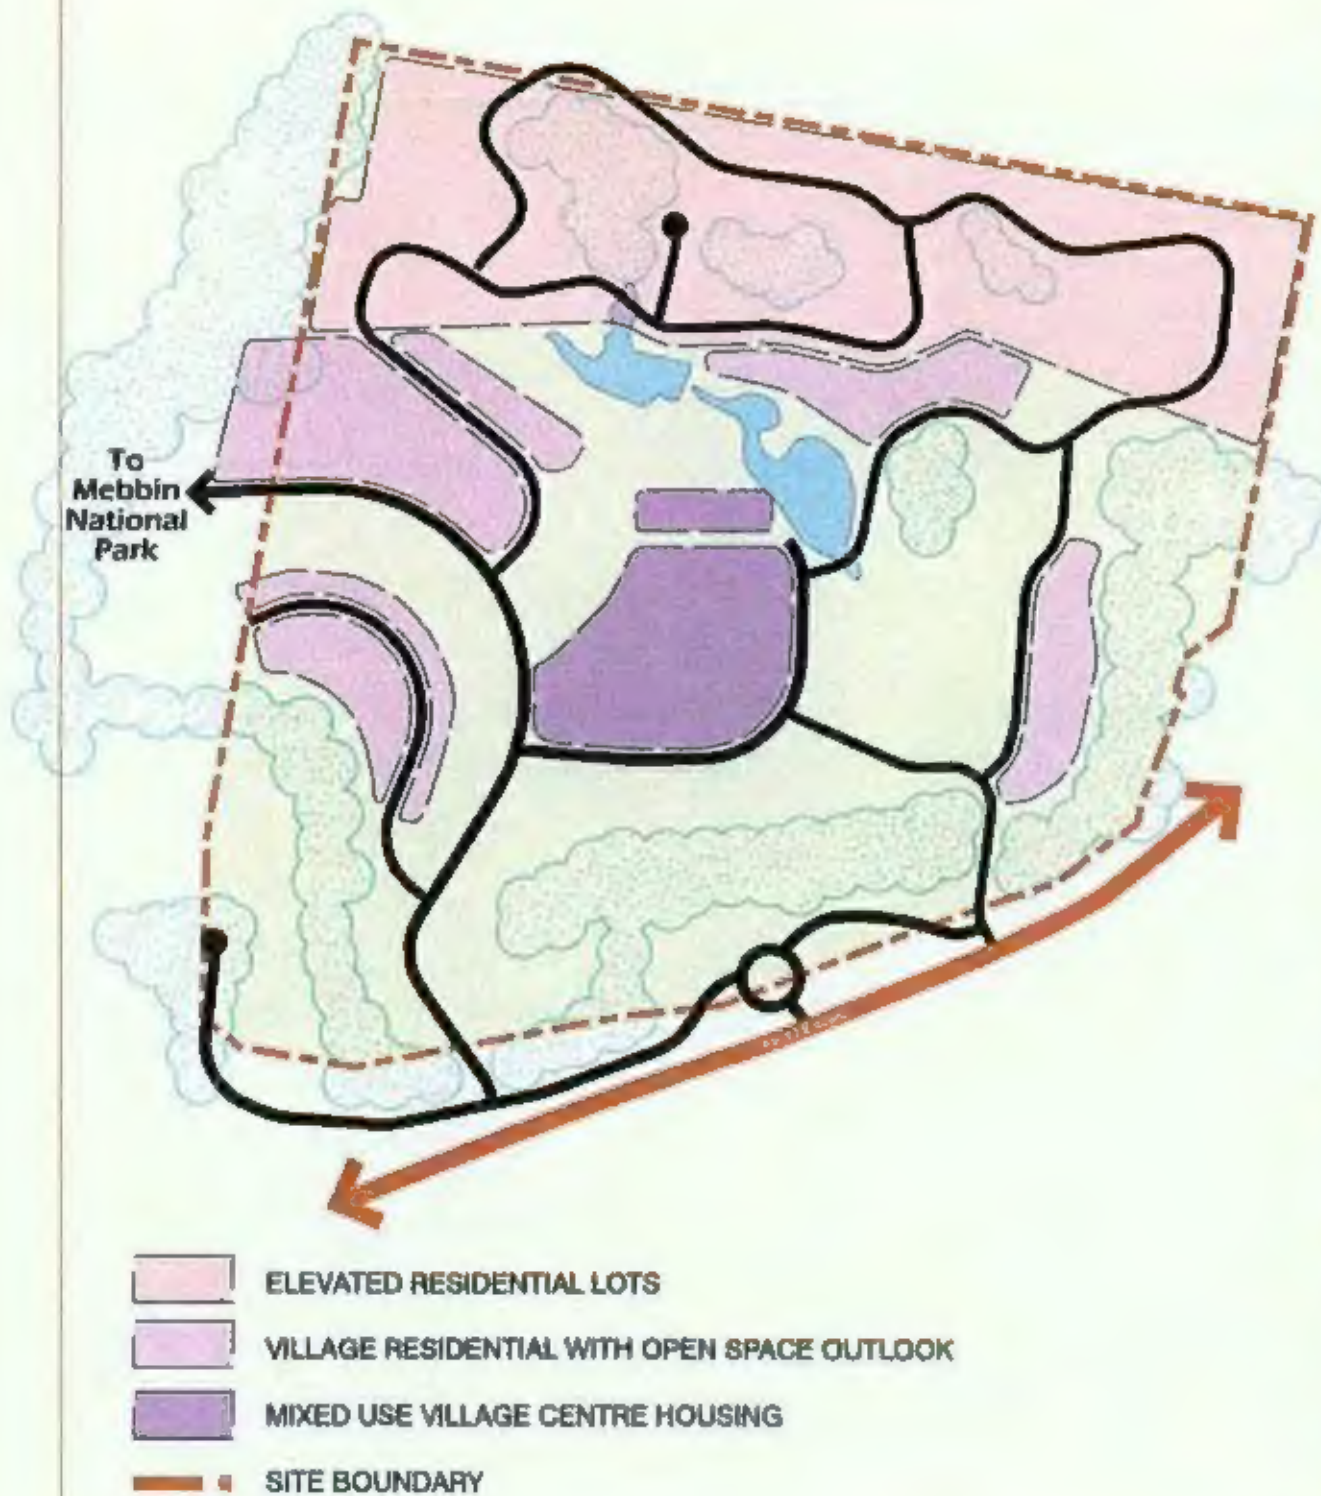 To
Mebbin
National
Park
ELEVATED RESIDENTIAL LOTS
VILLAGE RESIDENTIAL WITH OPEN SPACE OUTLOOK
MIXED USE VILLAGE CENTRE HOUSING
SITE BOUNDARY